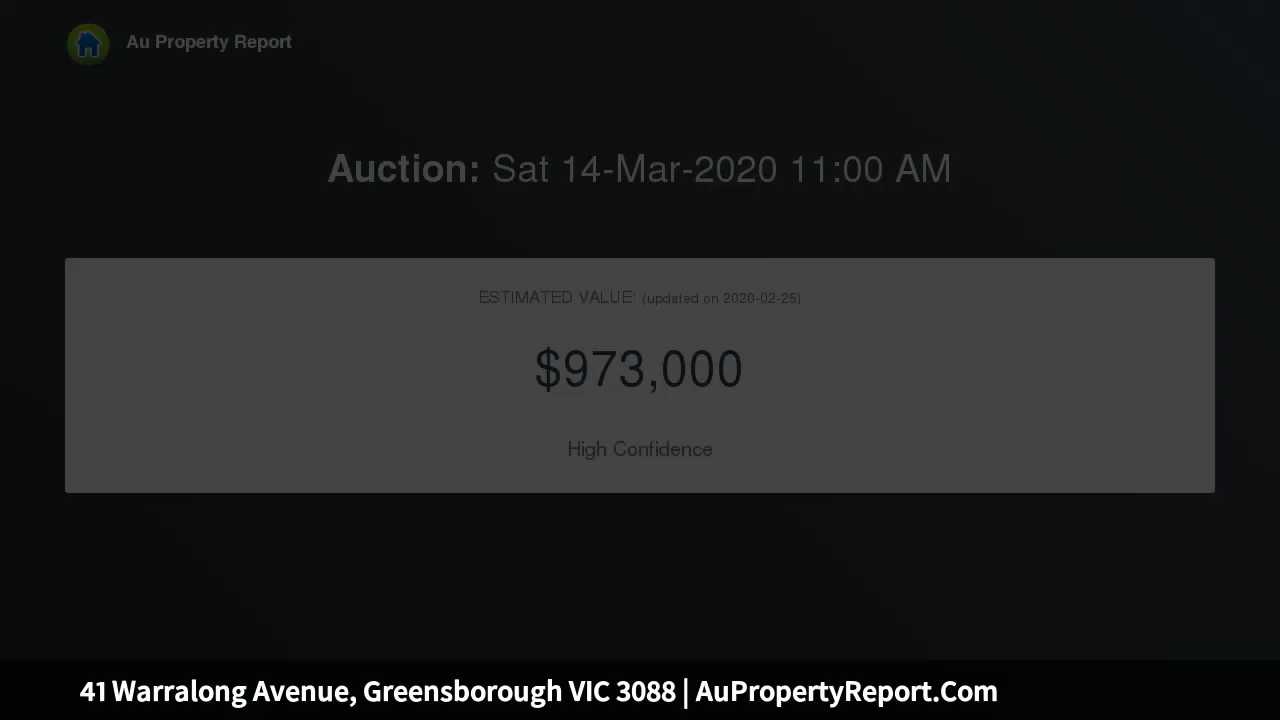 Au Property Report
Auction: Sat 14-Mar-2020 11:00 AM
ESTIMATED VALUE: (updated on 2020-02-25)
$973,000
High Confidence
41 Warralong Avenue, Greensborough VIC 3088 | AuPropertyReport.Com